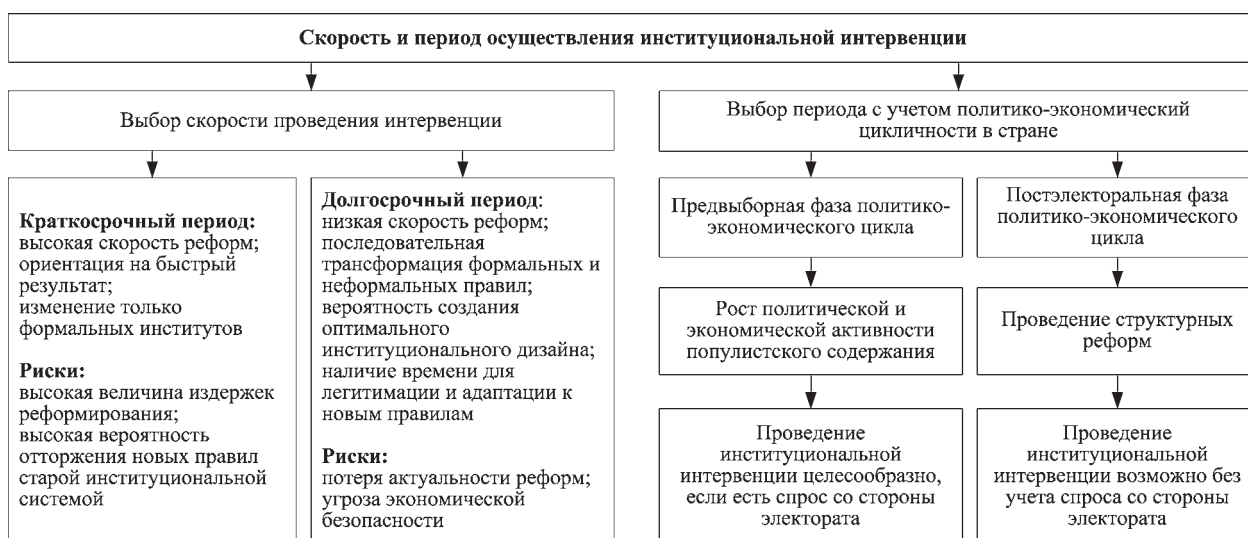 Скорость и период осуществления институциональной интервенции
Выбор скорости проведения интервенции
Краткосрочный период:
высокая скорость реформ;
ориентация на быстрый
результат;
изменение только
формальных институтов
Риски:
высокая величина издержек
реформирования;
высокая вероятность
отторжения новых правил
старой институциональной
системой
Долгосрочный период:
низкая скорость реформ;
последовательная
трансформация формальных и
неформальных правил;
вероятность создания
оптимального
институционального дизайна;
наличие времени для
легитимации и адаптации к
новым правилам
Риски:
потеря актуальности реформ;
угроза экономической
безопасности
Выбор периода с учетом политико-экономический
цикличности в стране
Предвыборная фаза политико-
экономического цикла
Рост политической и
экономической активности
популистского содержания
Проведение
институциональной
интервенции целесообразно,
если есть спрос со стороны
электората
Постэлекторальная фаза
политико-экономического
цикла
Проведение структурных
реформ
Проведение
институциональной
интервенции возможно без
учета спроса со стороны
электората